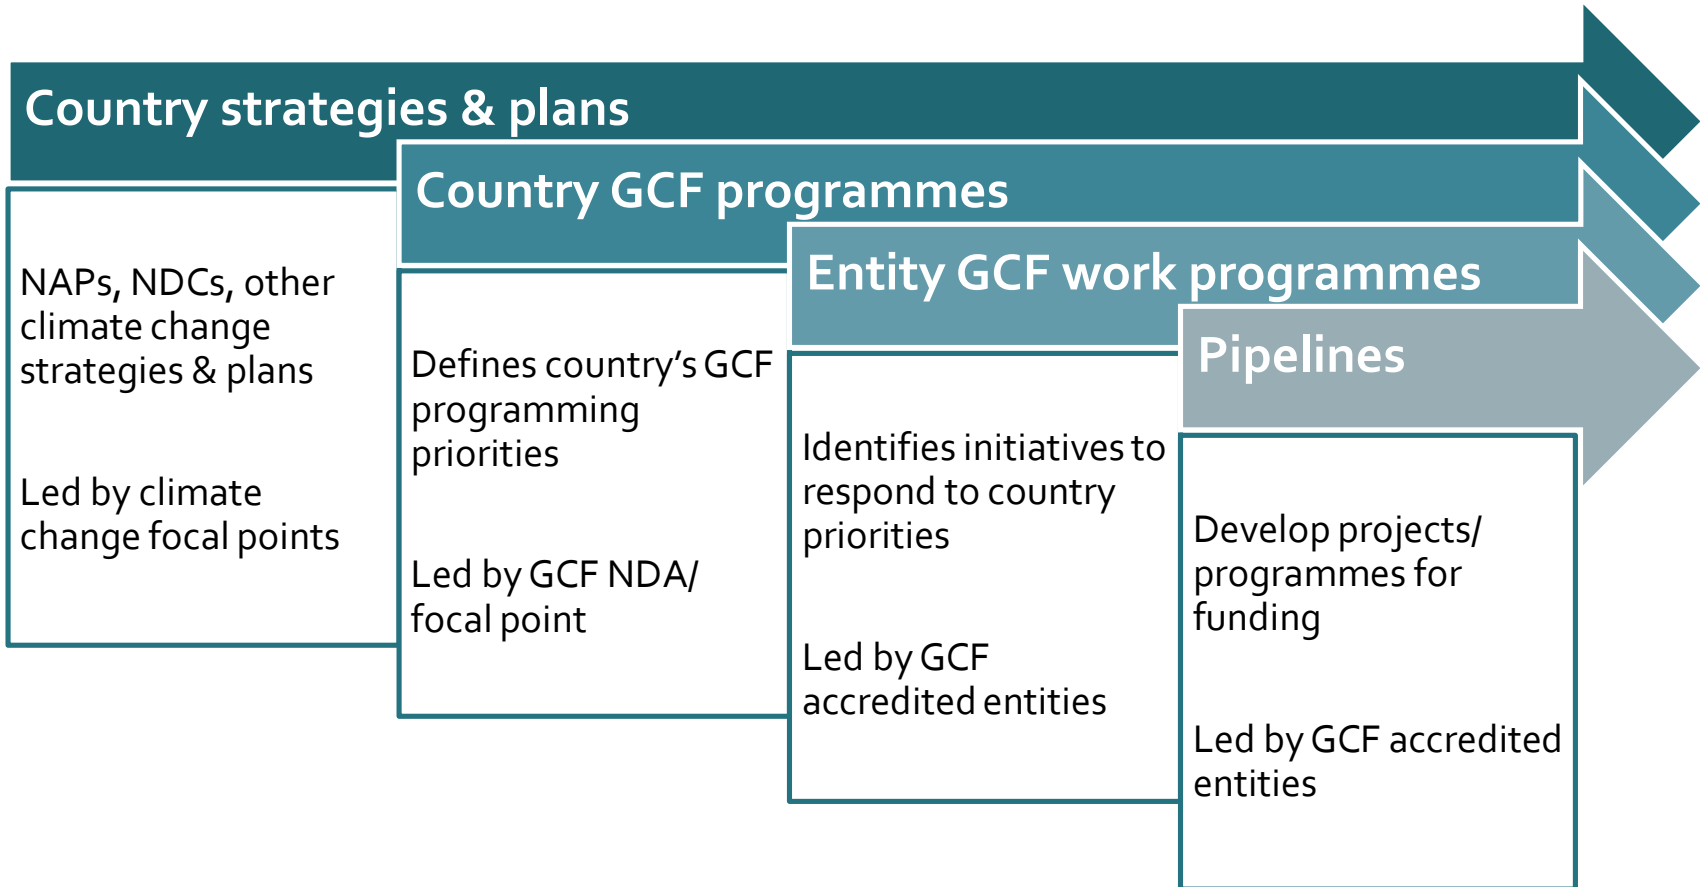 Country strategies & plans
NAPs, NDCs, other
climate change
strategies & plans
Led by climate
change focal points
Country GCF programmes
Defines country's GCF
programming
priorities
Led by GCF NDA/
focal point
Entity GCF work programmes
Identifies initiatives to
respond to country
priorities
Led by GCF
accredited entities
Pipelines
Develop projects/
programmes for
funding
Led by GCF accredited
entities